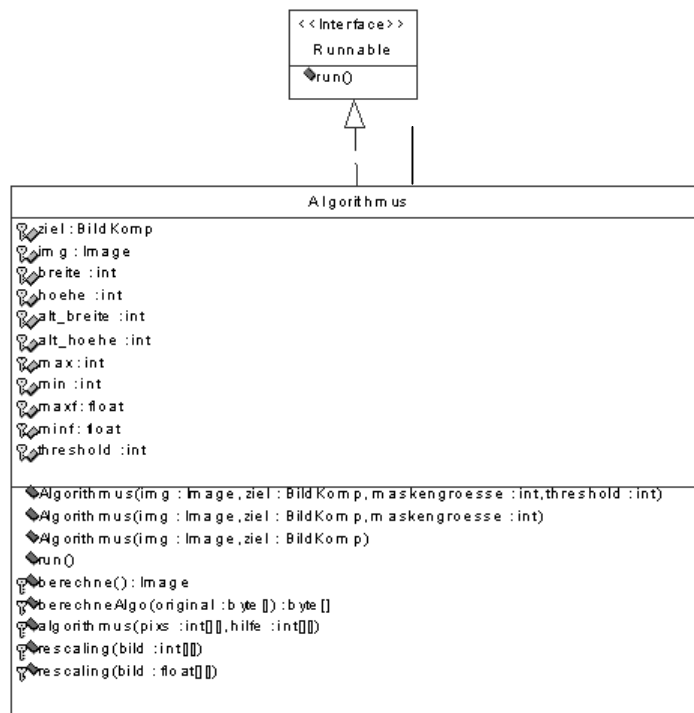 <<Interface>>
Runnable
run()
Algorithmus
ziel : BildKomp
img : Image
breite : int
hoehe : int
alt_breite : int
alt_hoehe : int
max : int
min : int
maxf : float
minf : float
threshold : int
Algorithmus(img : Image, ziel : BildKomp, maskengroesse : int, threshold : int)
Algorithmus(img : Image, ziel : BildKomp, maskengroesse : int)
Algorithmus(img : Image, ziel : BildKomp)
run()
berechne() : Image
berechneAlgo(original : byte[]) : byte[]
algorithmus(pixs : int[][], hilfe : int[][])
rescaling(bild : int[][])
rescaling(bild : float[][])